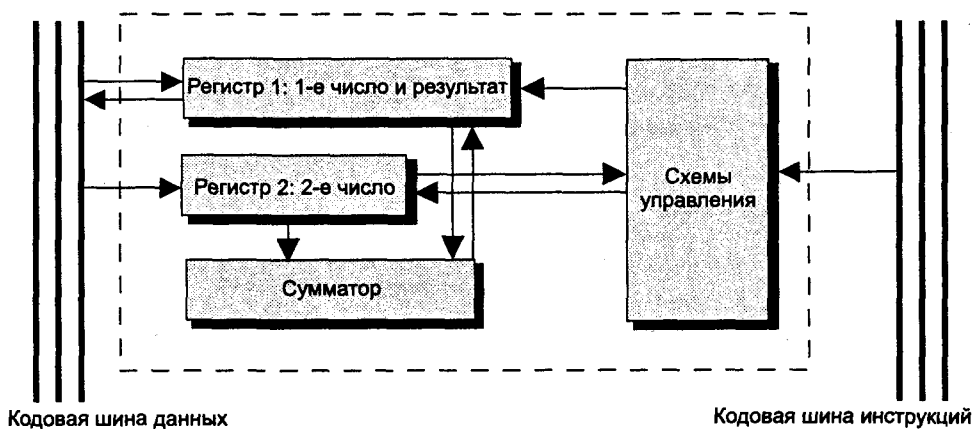 Регистр 1: 1-е число и результат
Регистр 2: 2-е число
Сумматор
Схемы
управления
Кодовая шина данных
Кодовая шина инструкций